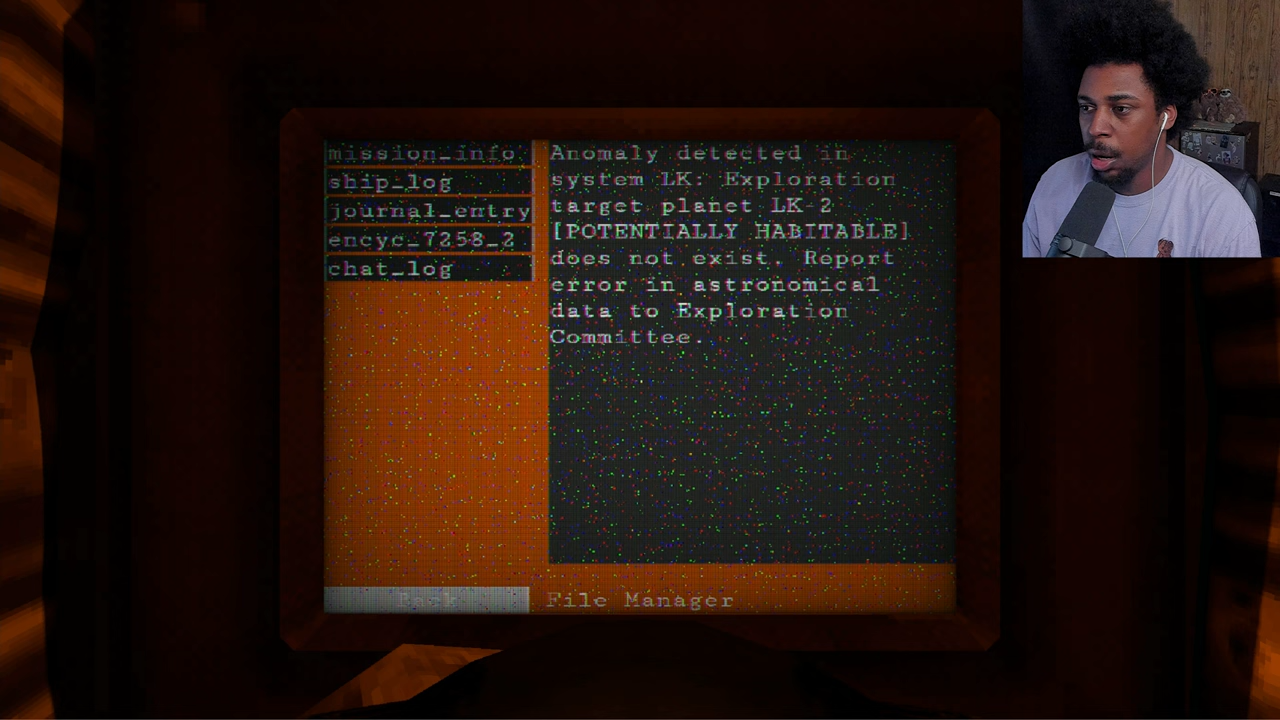 mission_info
ship_log
journal_entry
encyc_7258_2
chat_log
Anomaly detected in
system LK: Exploration
target planet LK-2
[POTENTIALLY HABITABLE]
does not exist. Report
error in astronomical
data to Exploration
Committee.
Back
File Manager